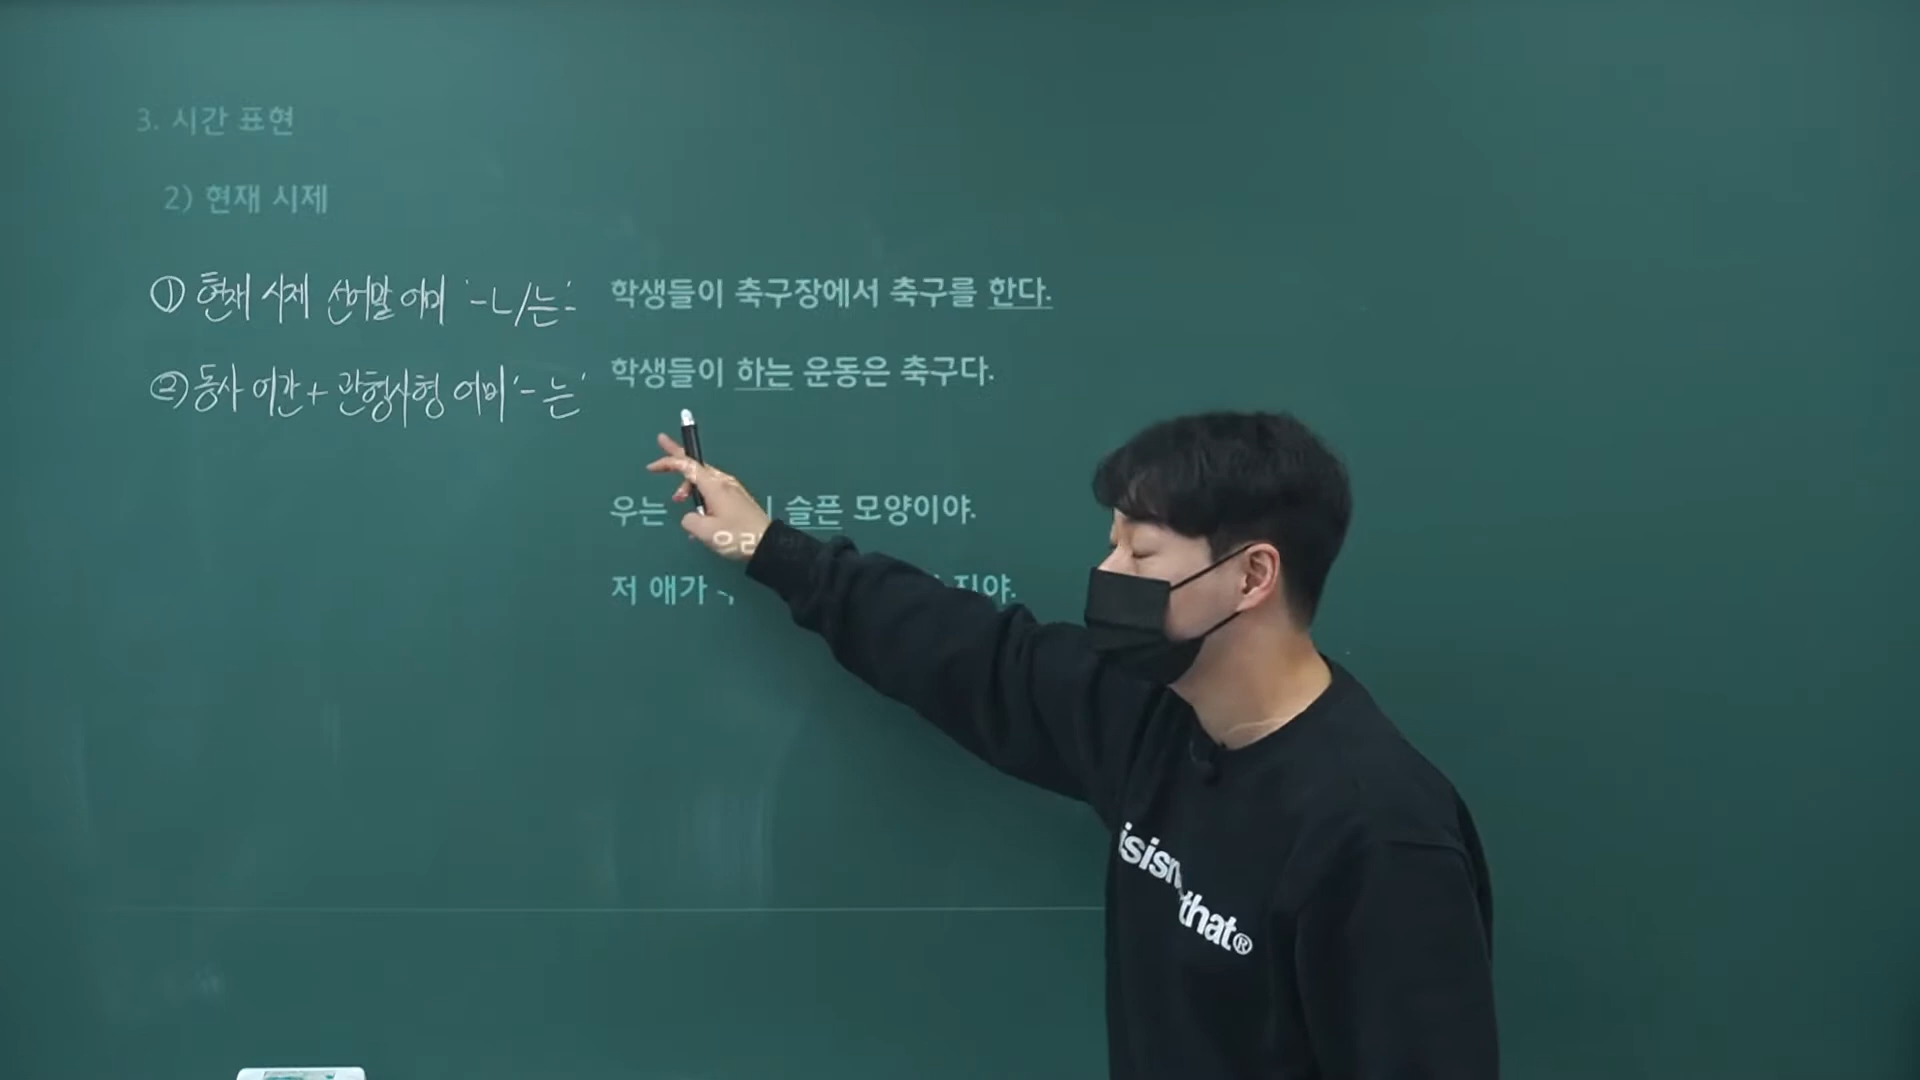 3. 시간 표현
2) 현재 시제
① 현재 시제 선어말 어미 '-ㄴ/는-'
학생들이 축구장에서 축구를 한다.
② 동사 어간 + 관형사형 어미 '-는'
학생들이 하는 운동은 축구다.
우는 슬픈 모양이야.
저 애가
isisn
that®